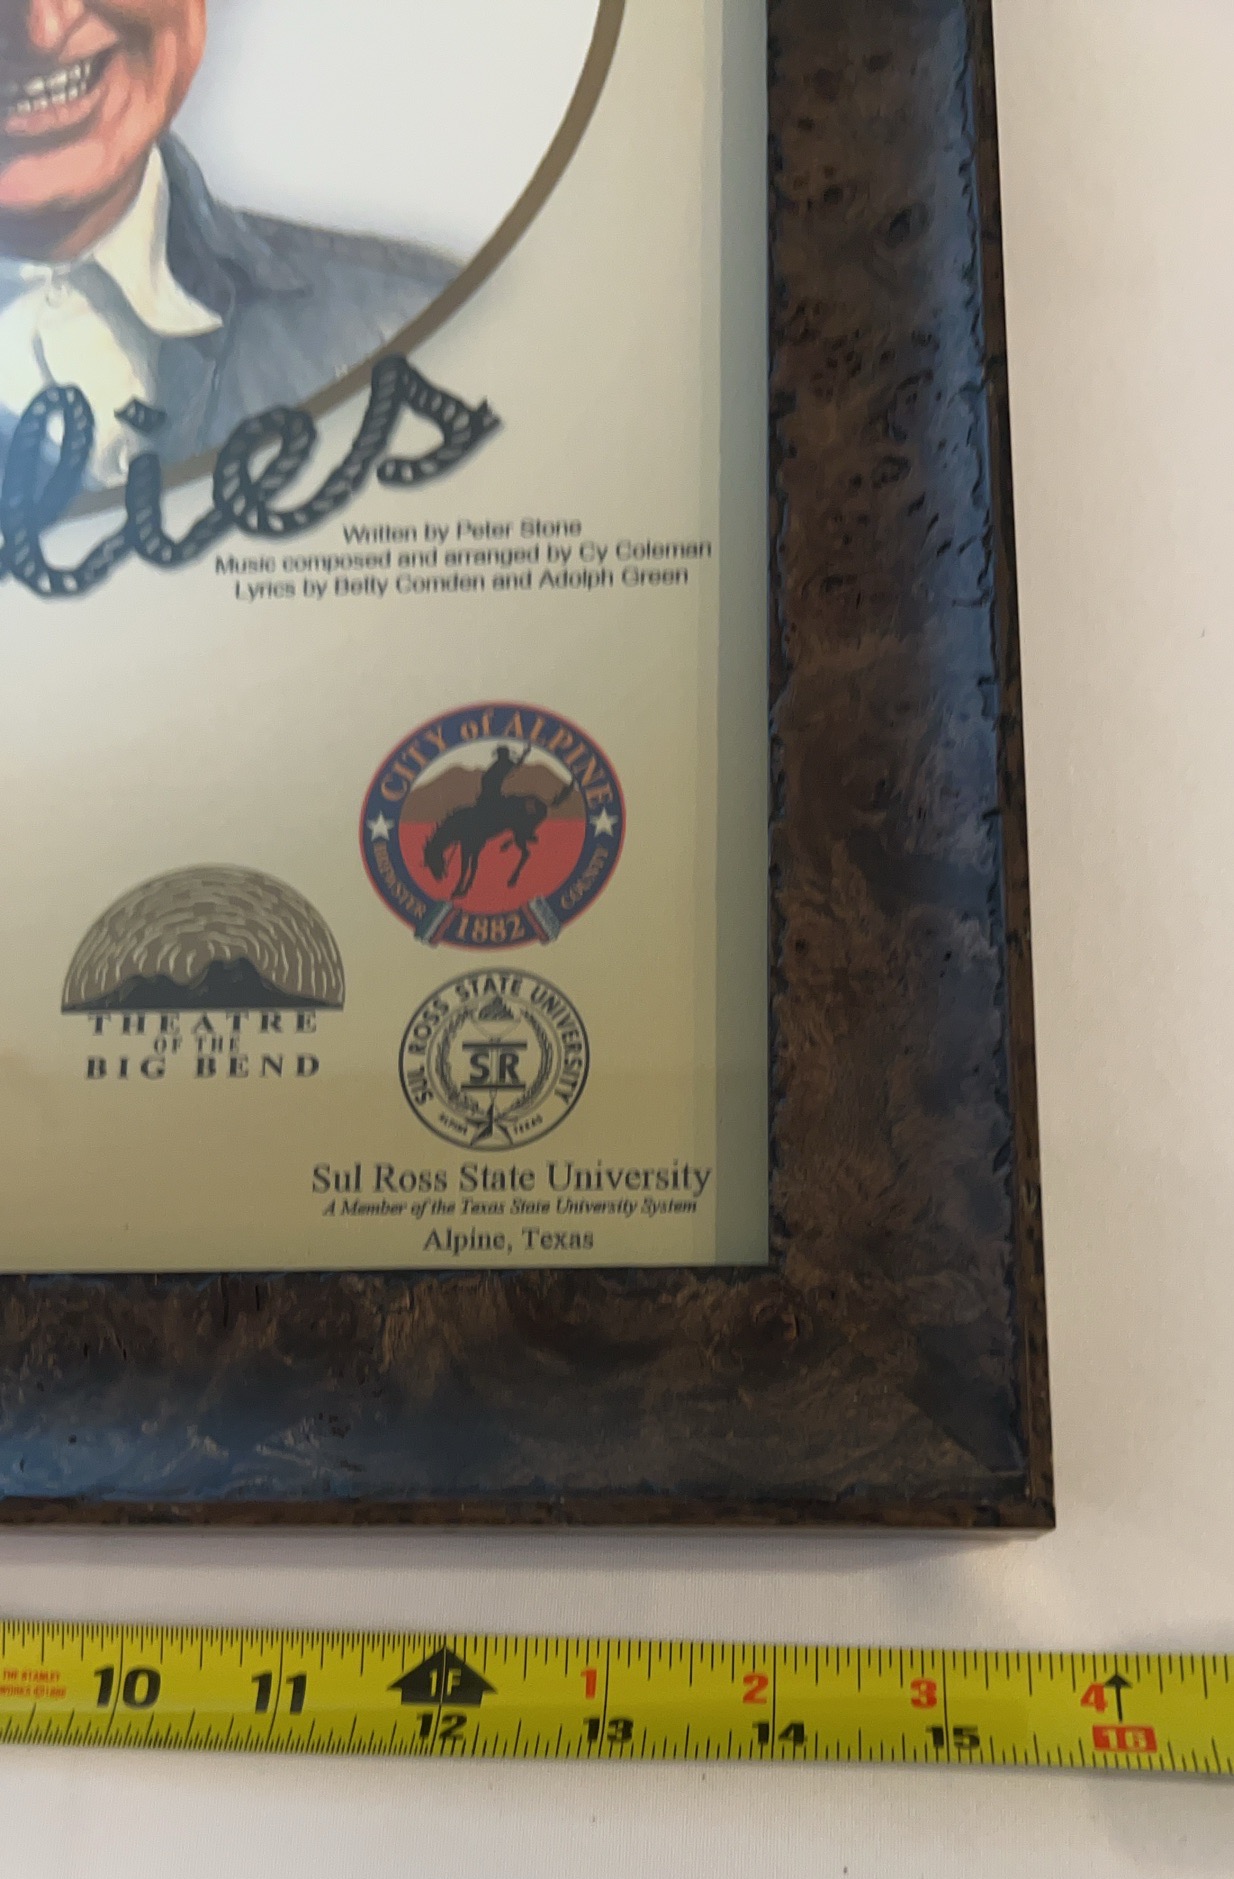 lies
Written by Peter Stone
Music composed and arranged by Cy Coleman
Lyrics by Betty Comden and Adolph Green
CITY of ALPINE
BREWSTER COUNTY
1882
THEATRE
OF THE
BIG BEND
SUL ROSS STATE UNIVERSITY
SR
ALPINE TEXAS
Sul Ross State University
A Member of the Texas State University System
Alpine, Texas
THE STANLEY
10 11 1F 1 2 3 4
12 13 14 15 16